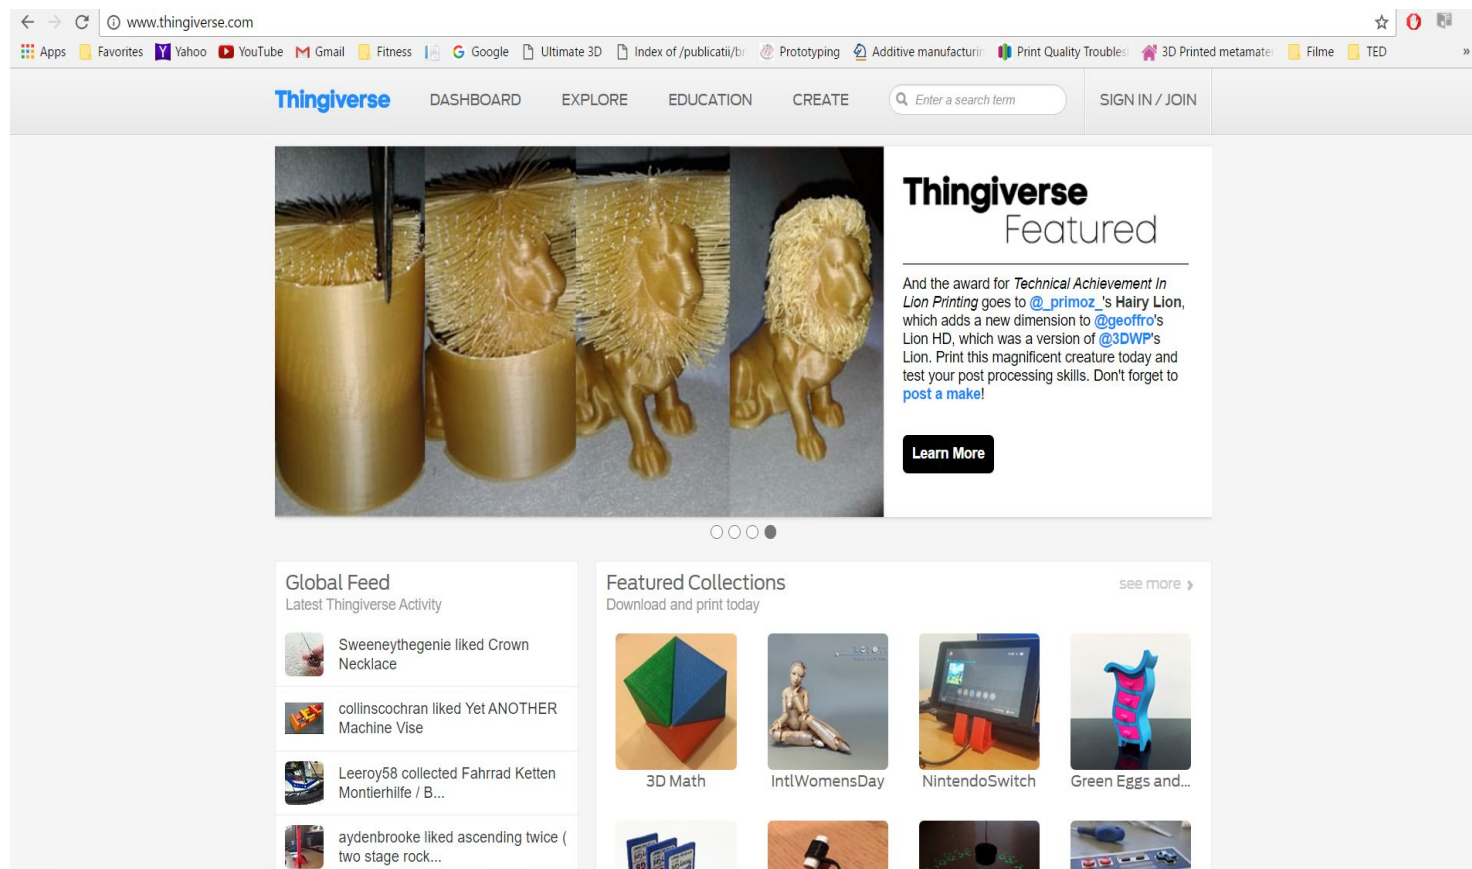 www.thingiverse.com
Apps Favorites Yahoo YouTube Gmail Fitness Google Ultimate 3D Index of /publicatii/br Prototyping Additive manufacturin Print Quality Troublesl 3D Printed metamater Filme TED »
Thingiverse DASHBOARD EXPLORE EDUCATION CREATE Enter a search term SIGN IN / JOIN
Thingiverse
Featured
And the award for Technical Achievement In
Lion Printing goes to @_primoz_'s Hairy Lion,
which adds a new dimension to @geoffro's
Lion HD, which was a version of @3DWP's
Lion. Print this magnificent creature today and
test your post processing skills. Don't forget to
post a make!
Learn More
Global Feed
Latest Thingiverse Activity
Sweeneythegenie liked Crown
Necklace
collinscochran liked Yet ANOTHER
Machine Vise
Leeroy58 collected Fahrrad Ketten
Montierhilfe / B...
aydenbrooke liked ascending twice (
two stage rock...
Featured Collections see more
Download and print today
3D Math IntlWomensDay NintendoSwitch Green Eggs and...